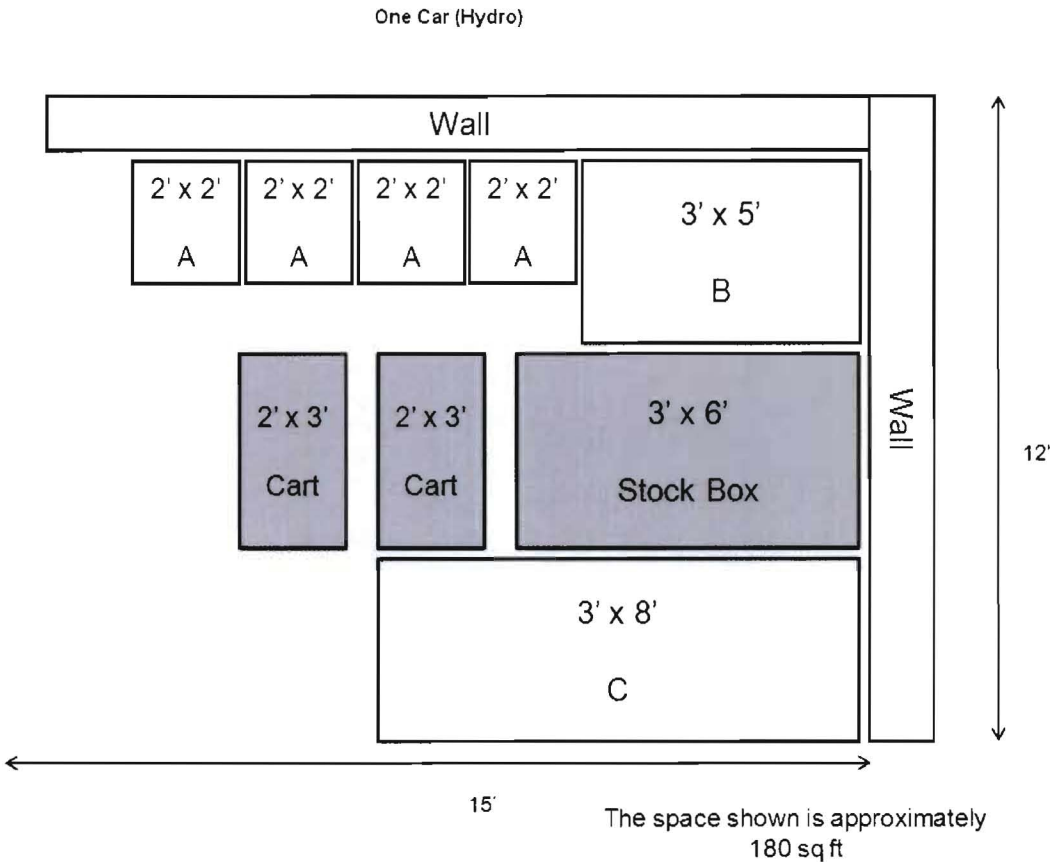 One Car (Hydro)
Wall
2' x 2'
A
2' x 2'
A
2' x 2'
A
2' x 2'
A
3' x 5'
B
2' x 3'
Cart
2' x 3'
Cart
3' x 6'
Stock Box
Wall
12'
3' x 8'
C
15'
The space shown is approximately
180 sq ft